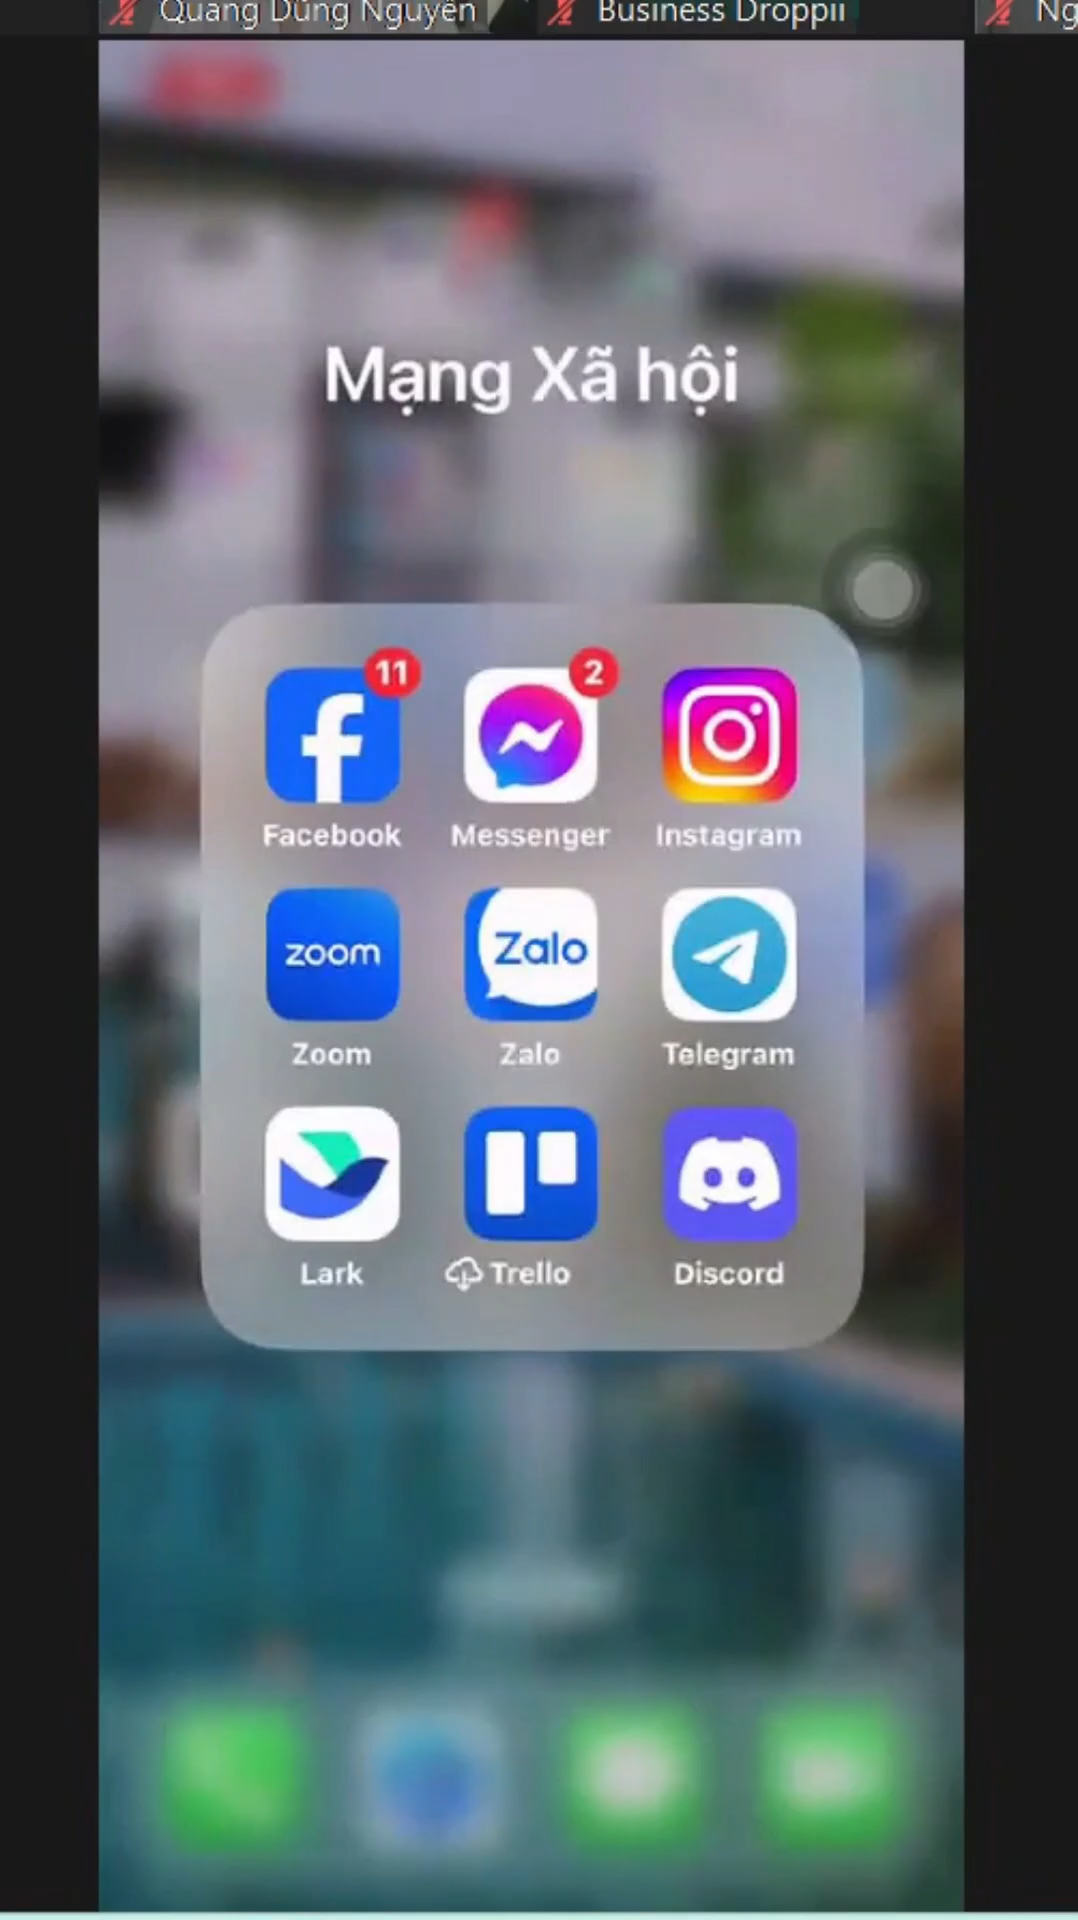 Quang Dũng Nguyễn
Business Droppii
Ng
Mạng Xã hội
11
2
Facebook
Messenger
Instagram
zoom
Zalo
Zoom
Zalo
Telegram
Lark
Trello
Discord